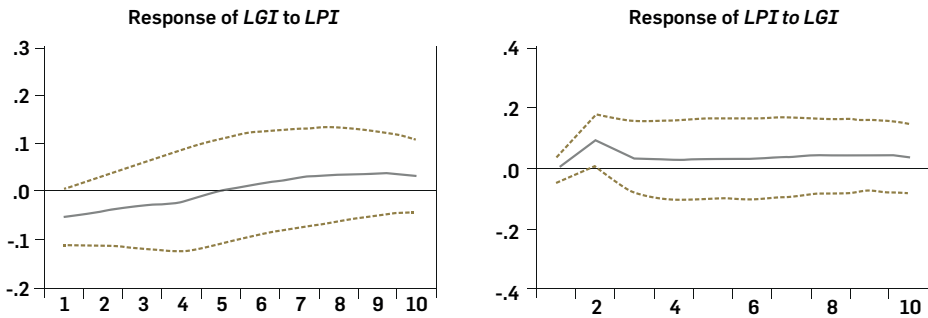 Response of LGI to LPI
.3
.2
.1
.0
-.1
-.2
1 2 3 4 5 6 7 8 9 10
Response of LPI to LGI
.4
.2
.0
-.2
-.4
2 4 6 8 10